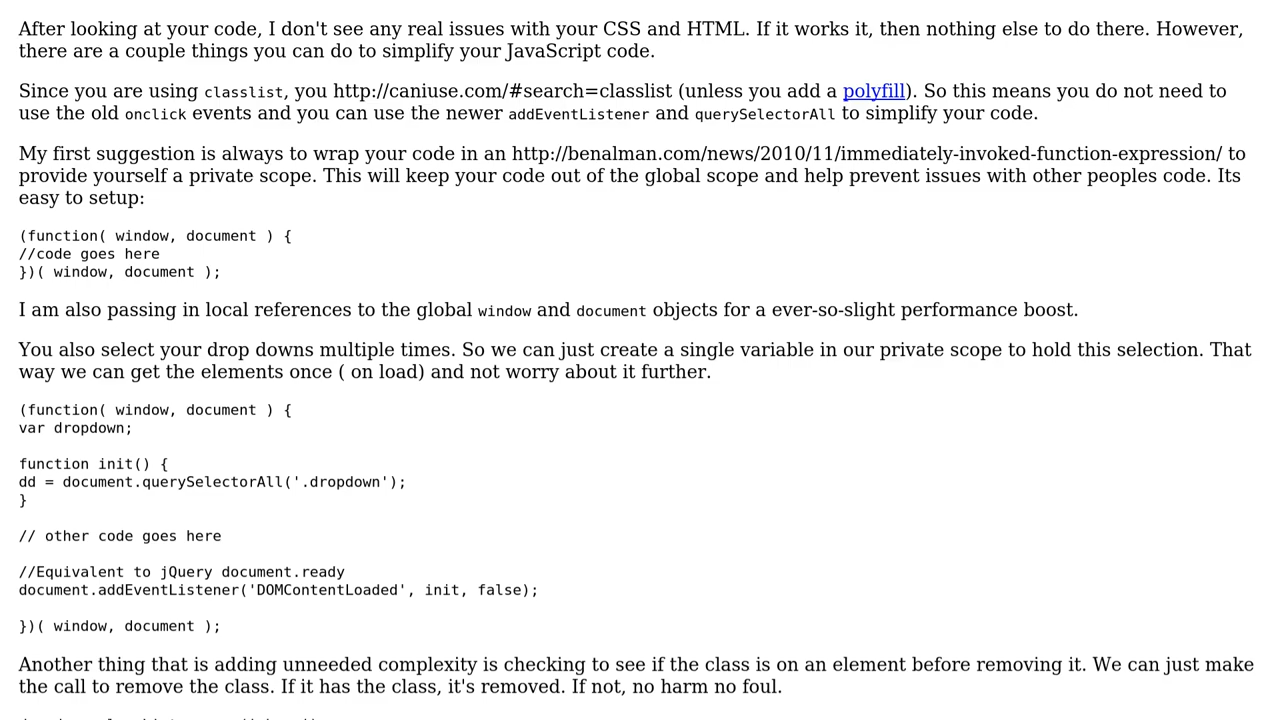 After looking at your code, I don't see any real issues with your CSS and HTML. If it works it, then nothing else to do there. However,
there are a couple things you can do to simplify your JavaScript code.
Since you are using classlist, you http://caniuse.com/#search=classlist (unless you add a polyfill). So this means you do not need to
use the old onclick events and you can use the newer addEventListener and querySelectorAll to simplify your code.
My first suggestion is always to wrap your code in an http://benalman.com/news/2010/11/immediately-invoked-function-expression/ to
provide yourself a private scope. This will keep your code out of the global scope and help prevent issues with other peoples code. Its
easy to setup:
(function( window, document ) {
//code goes here
})( window, document );
I am also passing in local references to the global window and document objects for a ever-so-slight performance boost.
You also select your drop downs multiple times. So we can just create a single variable in our private scope to hold this selection. That
way we can get the elements once ( on load) and not worry about it further.
(function( window, document ) {
var dropdown;
function init() {
dd = document.querySelectorAll('.dropdown');
}
// other code goes here
//Equivalent to jQuery document.ready
document.addEventListener('DOMContentLoaded', init, false);
})( window, document );
Another thing that is adding unneeded complexity is checking to see if the class is on an element before removing it. We can just make
the call to remove the class. If it has the class, it's removed. If not, no harm no foul.